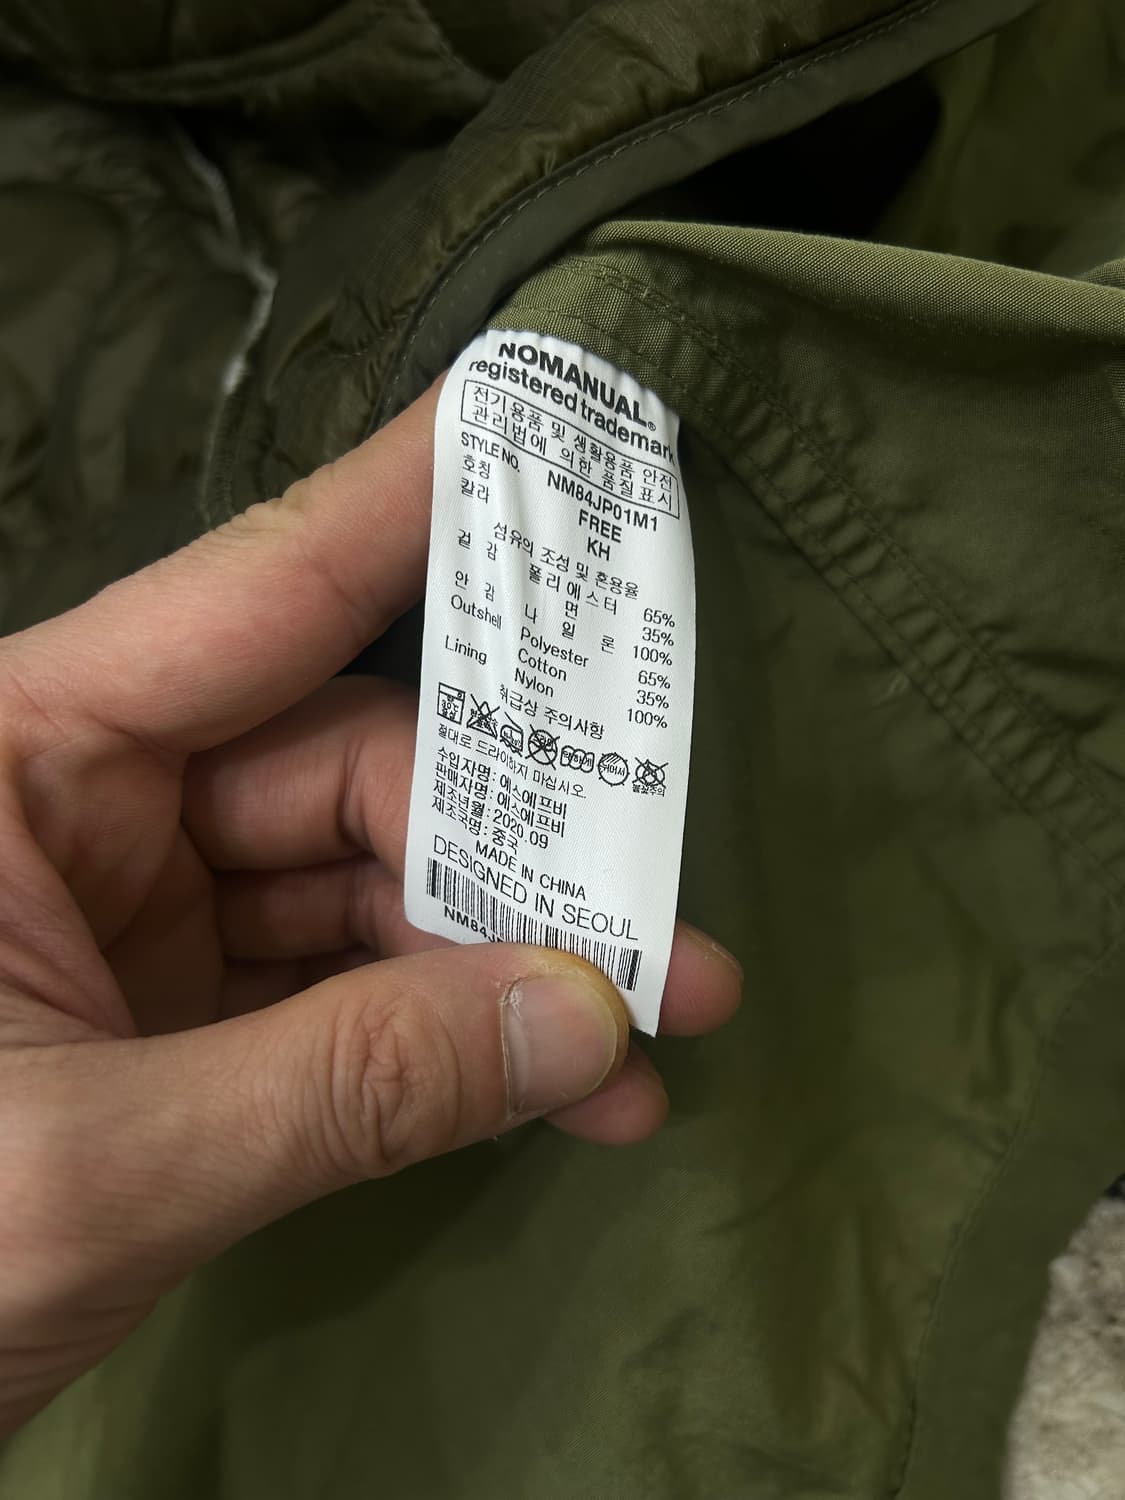 NOMANUAL®
registered trademark
전기용품 및 생활용품 안전
관리법에 의한 품질표시
STYLE NO. NM84JP01M1
호칭 FREE
칼라 KH
섬유의 조성 및 혼용율
겉감 폴리에스터 65%
면 35%
안감 나일론 100%
Outshell Polyester 65%
Cotton 35%
Lining Nylon 100%
취급상 주의사항
절대로 드라이하지 마십시오.
수입자명: 에스에프비
판매자명: 에스에프비
제조년월: 2020.09
제조국명: 중국
MADE IN CHINA
DESIGNED IN SEOUL